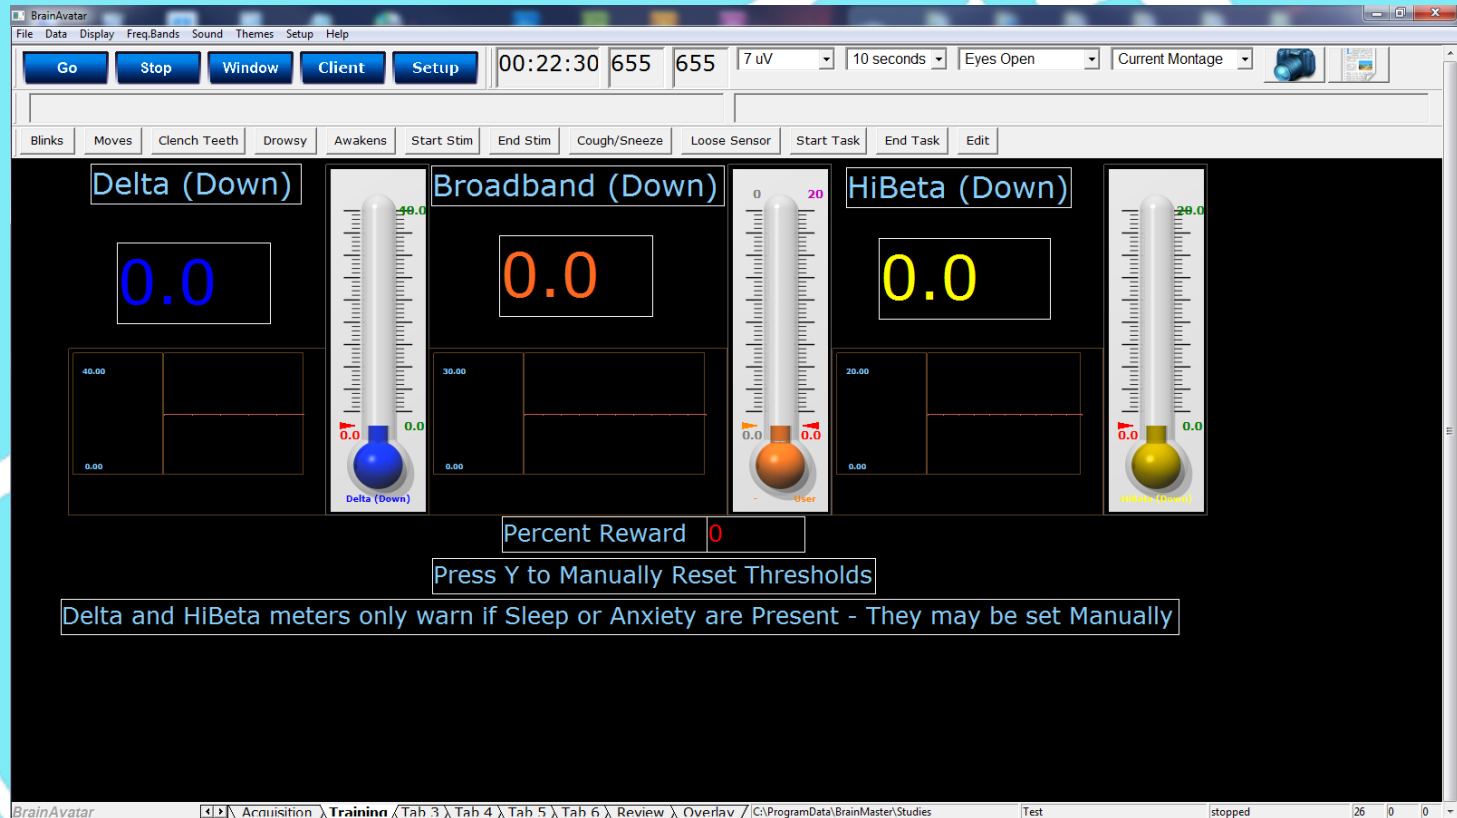 BrainAvatar
File Data Display Freq.Bands Sound Themes Setup Help
Go Stop Window Client Setup 00:22:30 655 655 7 uV 10 seconds Eyes Open Current Montage
Blinks Moves Clench Teeth Drowsy Awakens Start Stim End Stim Cough/Sneeze Loose Sensor Start Task End Task Edit
Delta (Down) Broadband (Down) HiBeta (Down)
40.0 0 20 20.0
0.0 0.0 0.0
40.00 30.00 20.00
0.0 0.0 0.0 0.0 0.0 0.0
0.00 0.00 0.00
Delta (Down) - User HiBeta (Down)
Percent Reward 0
Press Y to Manually Reset Thresholds
Delta and HiBeta meters only warn if Sleep or Anxiety are Present - They may be set Manually
BrainAvatar Acquisition Training Tab 3 Tab 4 Tab 5 Tab 6 Review Overlay C:\ProgramData\BrainMaster\Studies Test stopped 26 0 0